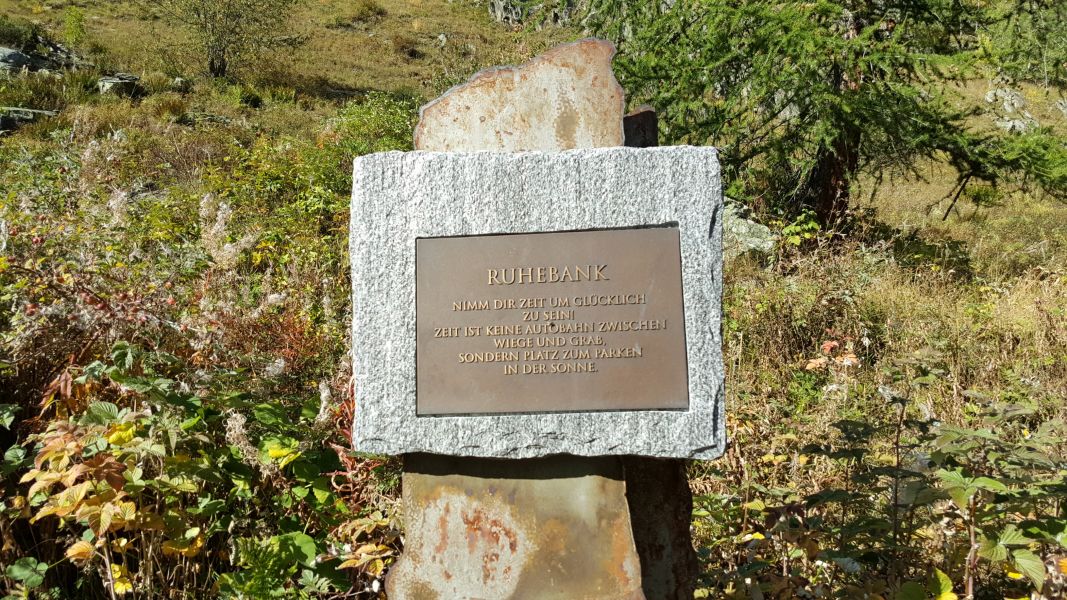 RUHEBANK
NIMM DIR ZEIT UM GLÜCKLICH
ZU SEIN!
ZEIT IST KEINE AUTOBAHN ZWISCHEN
WIEGE UND GRAB,
SONDERN PLATZ ZUM PARKEN
IN DER SONNE.